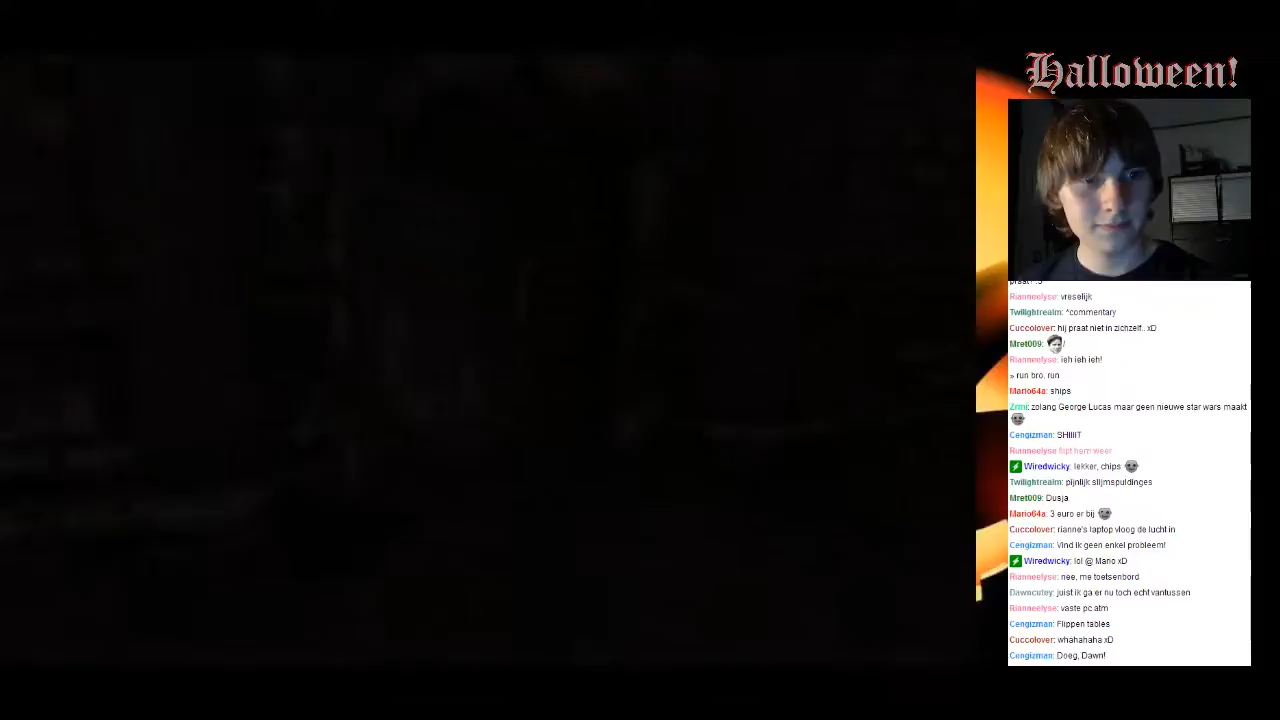 Halloween!
Rianneelyse: vreselijk
Twilightrealm: ^commentary
Cuccolover: hij praat niet in zichzelf.. xD
Mret009: !
Rianneelyse: ieh ieh ieh!
» run bro, run
Mario64a: ships
Zrmi: zolang George Lucas maar geen nieuwe star wars maakt
Cengizman: SHIIIIT
Rianneelyse flipt hem weer
Wiredwicky: lekker, chips
Twilightrealm: pijnlijk slijmspuldinges
Mret009: Dusja
Mario64a: 3 euro er bij
Cuccolover: rianne's laptop vloog de lucht in
Cengizman: Vind ik geen enkel probleem!
Wiredwicky: lol @ Mario xD
Rianneelyse: nee, me toetsenbord
Dawncutey: juist ik ga er nu toch echt vantussen
Rianneelyse: vaste pc atm
Cengizman: Flippen tables
Cuccolover: whahahaha xD
Cengizman: Doeg, Dawn!